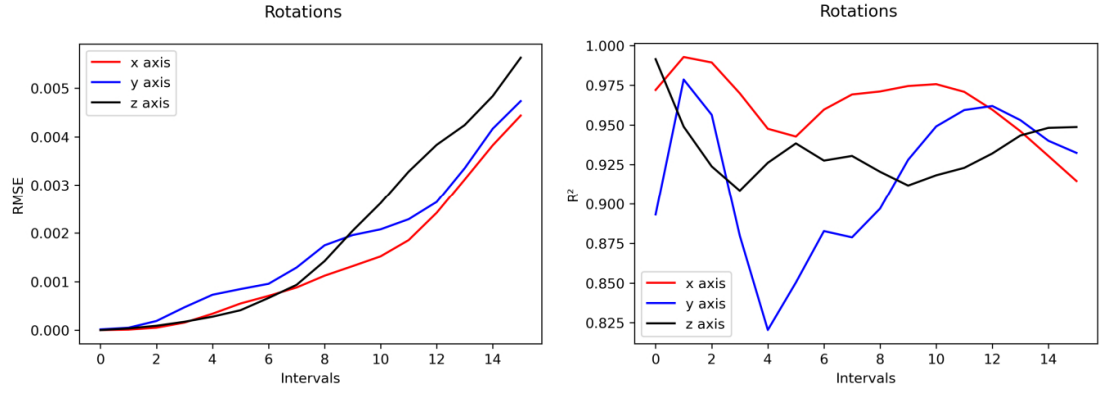 Rotations
x axis
y axis
z axis
0.005
0.004
0.003
0.002
0.001
0.000
RMSE
0 2 4 6 8 10 12 14
Intervals
Rotations
1.000
0.975
0.950
0.925
0.900
0.875
0.850
0.825
R²
x axis
y axis
z axis
0 2 4 6 8 10 12 14
Intervals